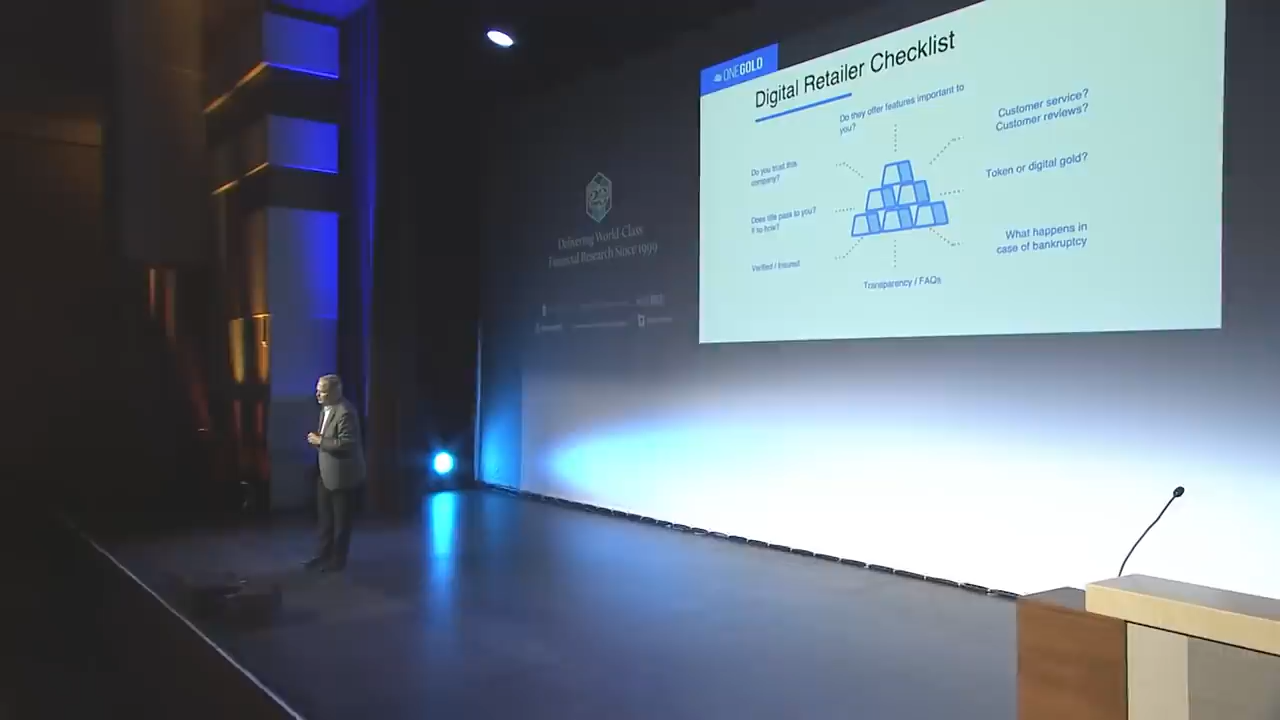 ONEGOLD
Digital Retailer Checklist
Do they offer features important to
you?
Customer service?
Customer reviews?
Do you trust this
company?
Token or digital gold?
Does title pass to you?
If so how?
What happens in
case of bankruptcy
Verified / Insured
Transparency / FAQs
Delivering World-Class
Financial Research Since 1999